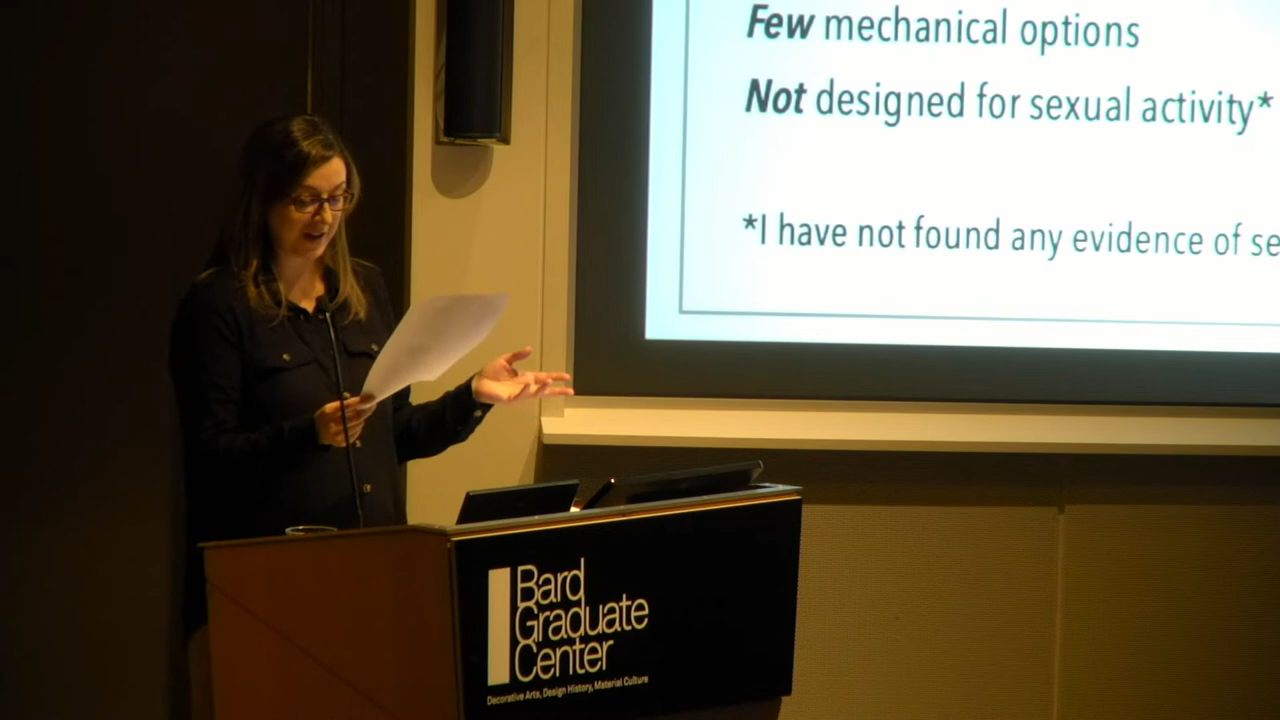 Few mechanical options
Not designed for sexual activity*
*I have not found any evidence of se
Bard
Graduate
Center
Decorative Arts, Design History, Material Culture